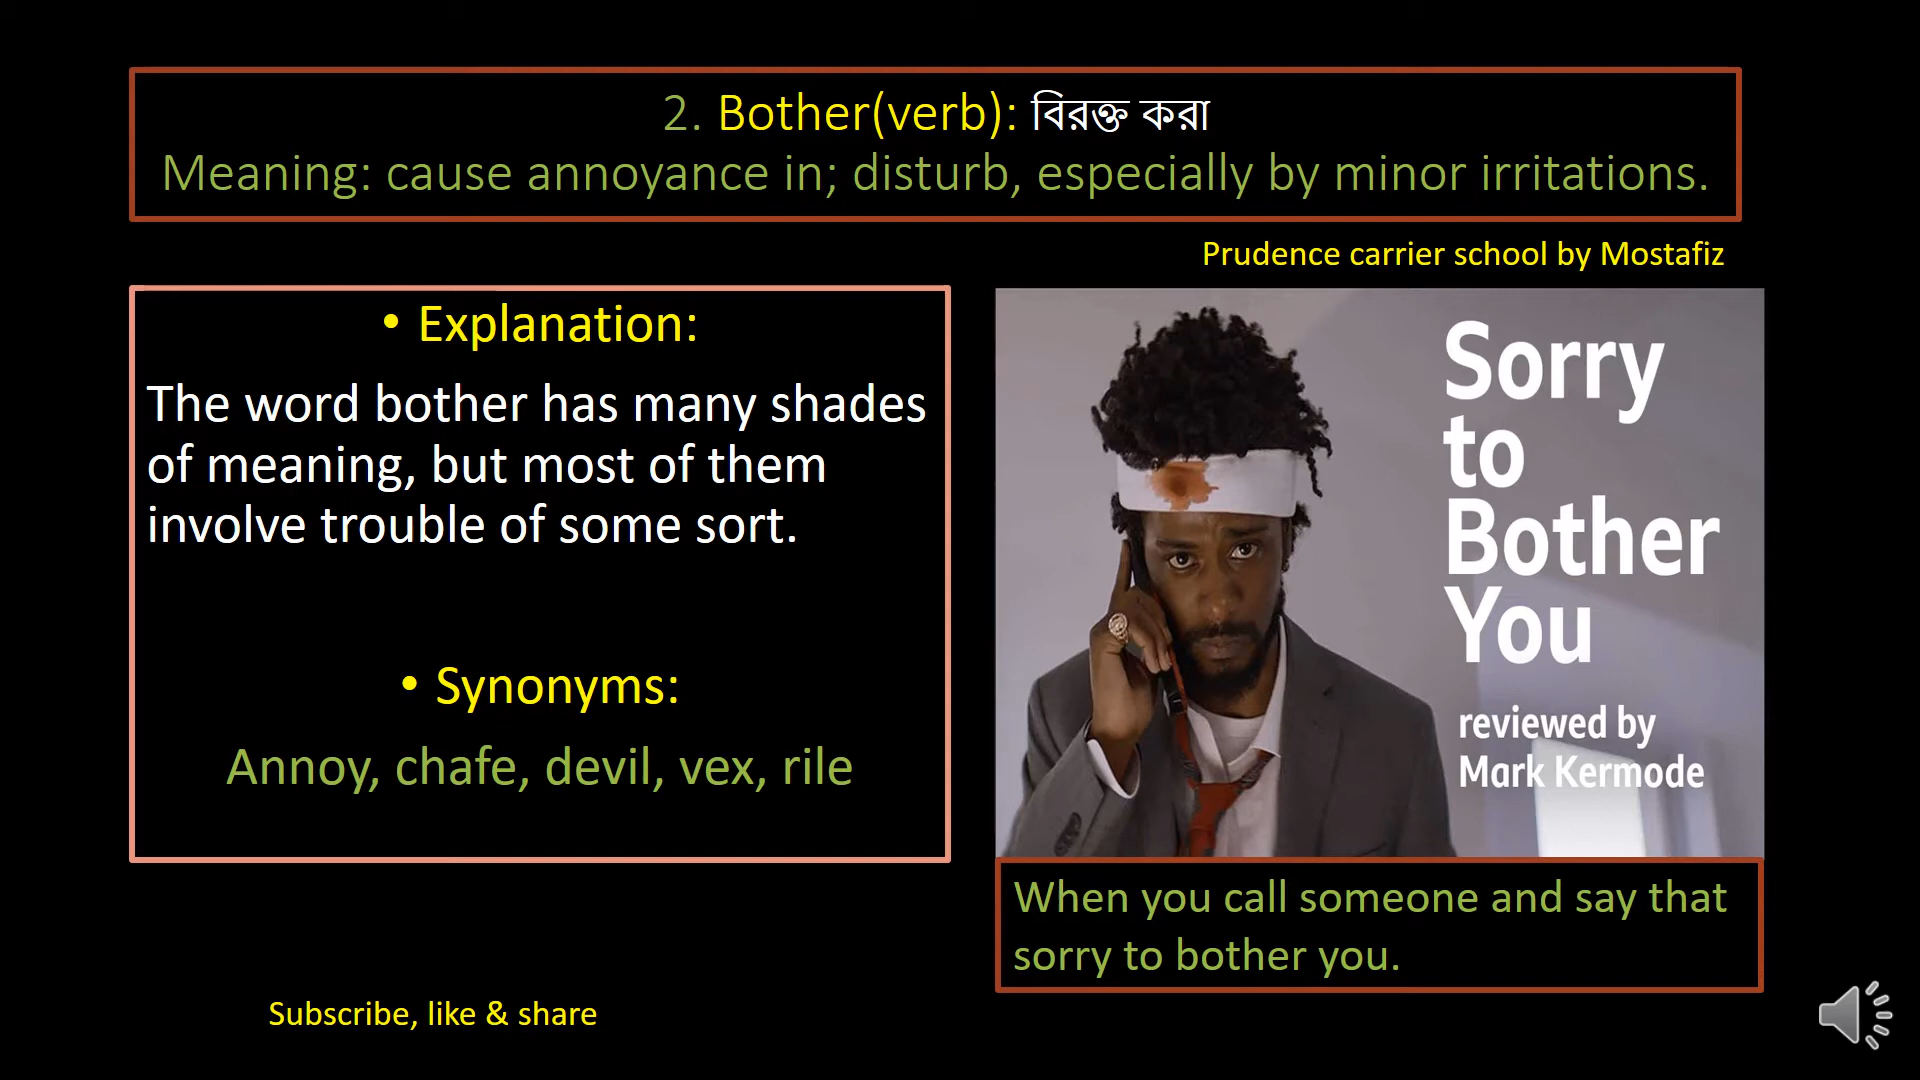 2. Bother(verb): বিরক্ত করা
Meaning: cause annoyance in; disturb, especially by minor irritations.
Prudence carrier school by Mostafiz
• Explanation:
The word bother has many shades
of meaning, but most of them
involve trouble of some sort.
• Synonyms:
Annoy, chafe, devil, vex, rile
Sorry
to
Bother
You
reviewed by
Mark Kermode
When you call someone and say that
sorry to bother you.
Subscribe, like & share